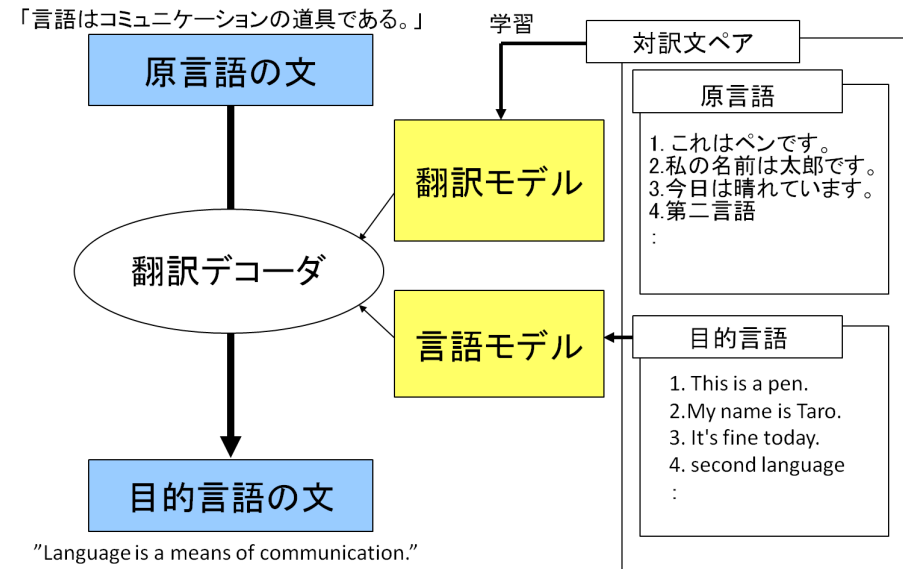 「言語はコミュニケーションの道具である。」
原言語の文
翻訳デコーダ
目的言語の文
”Language is a means of communication.”
学習
翻訳モデル
言語モデル
対訳文ペア
原言語
1. これはペンです。
2.私の名前は太郎です。
3.今日は晴れています。
4.第二言語
:
目的言語
1. This is a pen.
2.My name is Taro.
3. It's fine today.
4. second language
: